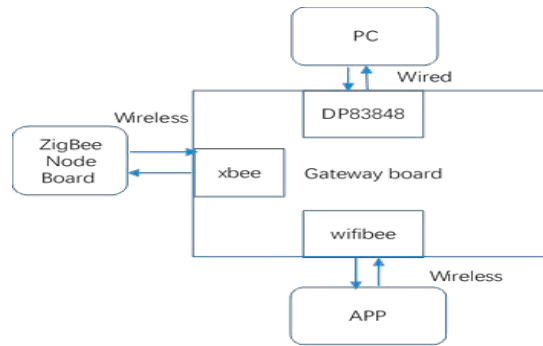 PC
Wired
DP83848
Wireless
ZigBee
Node
Board
xbee
Gateway board
wifibee
Wireless
APP